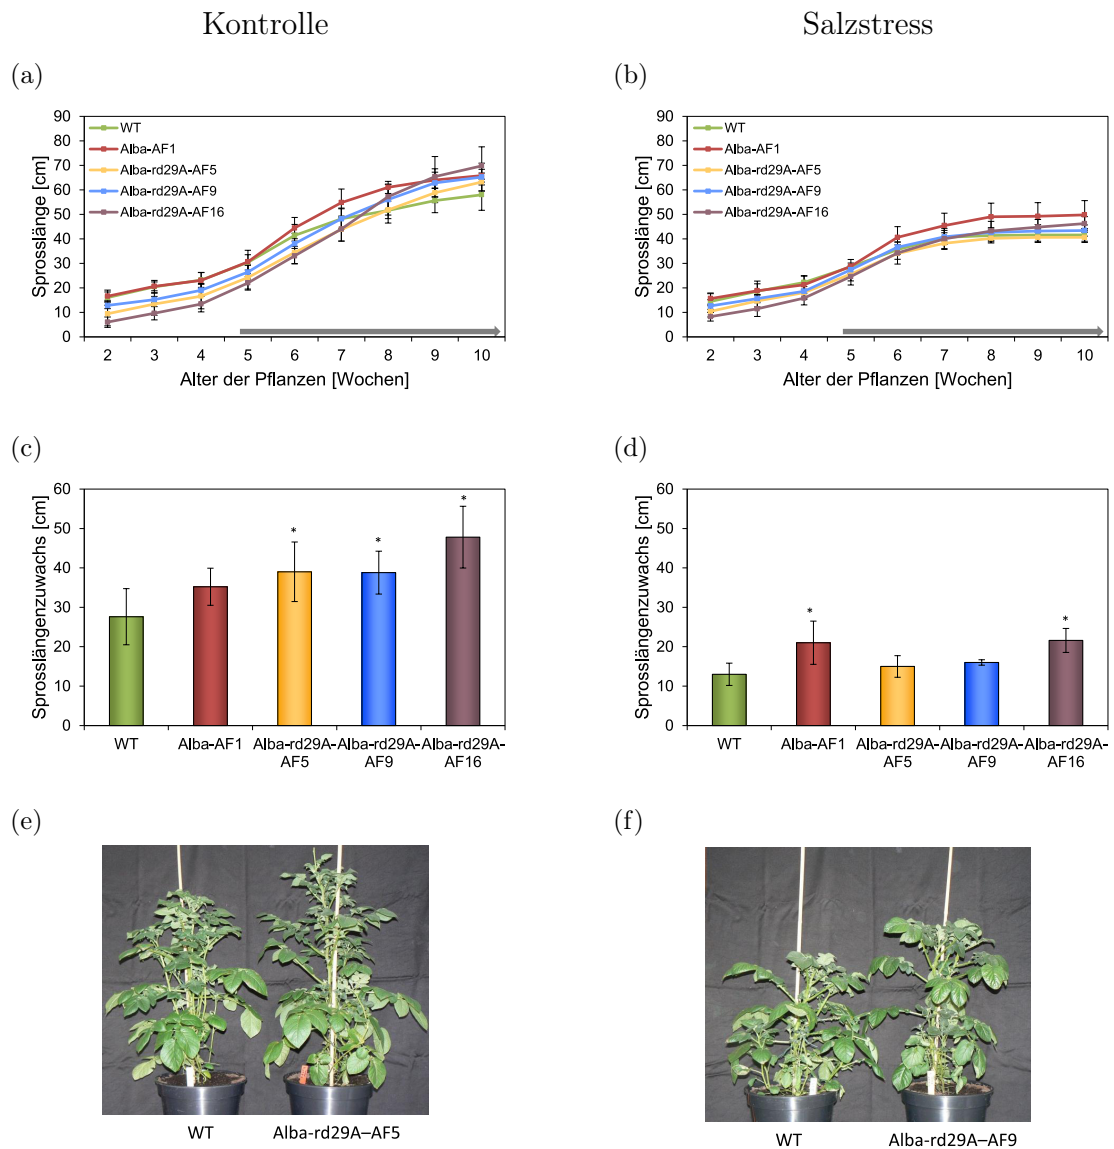 Kontrolle
Salzstress
(a)
(b)
Sprosslänge [cm]
90
80
70
60
50
40
30
20
10
0
WT
Alba-AF1
Alba-rd29A-AF5
Alba-rd29A-AF9
Alba-rd29A-AF16
2 3 4 5 6 7 8 9 10
Alter der Pflanzen [Wochen]
Sprosslänge [cm]
90
80
70
60
50
40
30
20
10
0
WT
Alba-AF1
Alba-rd29A-AF5
Alba-rd29A-AF9
Alba-rd29A-AF16
2 3 4 5 6 7 8 9 10
Alter der Pflanzen [Wochen]
(c)
(d)
Sprosslängenzuwachs [cm]
60
50
40
30
20
10
0
* * *
WT Alba-AF1 Alba-rd29A- Alba-rd29A- Alba-rd29A-
AF5 AF9 AF16
Sprosslängenzuwachs [cm]
60
50
40
30
20
10
0
* *
WT Alba-AF1 Alba-rd29A- Alba-rd29A- Alba-rd29A-
AF5 AF9 AF16
(e)
(f)
WT Alba-rd29A–AF5
WT Alba-rd29A–AF9